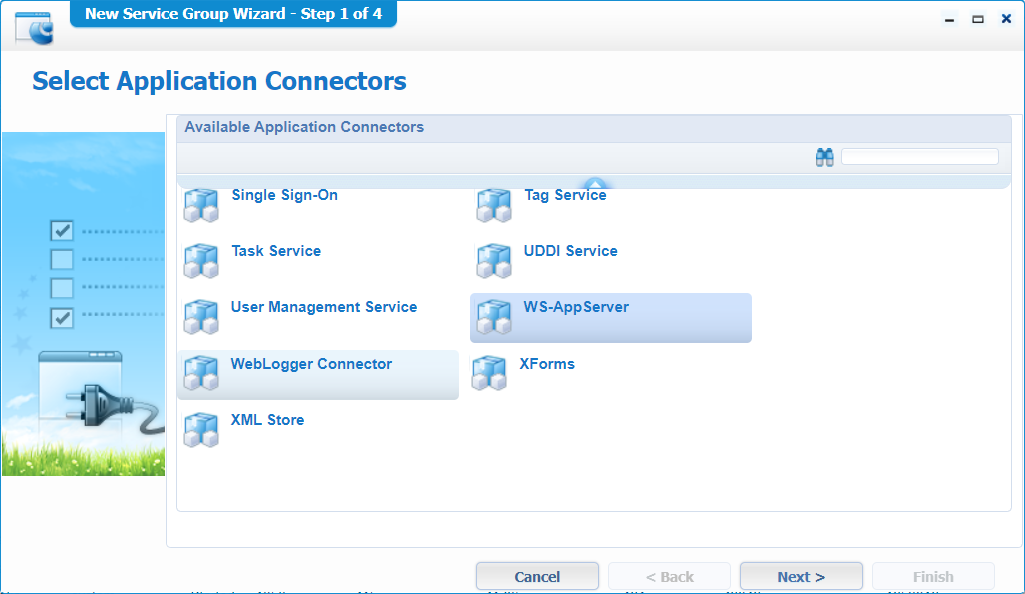 New Service Group Wizard - Step 1 of 4
Select Application Connectors
Available Application Connectors
Single Sign-On
Tag Service
Task Service
UDDI Service
User Management Service
WS-AppServer
WebLogger Connector
XForms
XML Store
Cancel
< Back
Next >
Finish